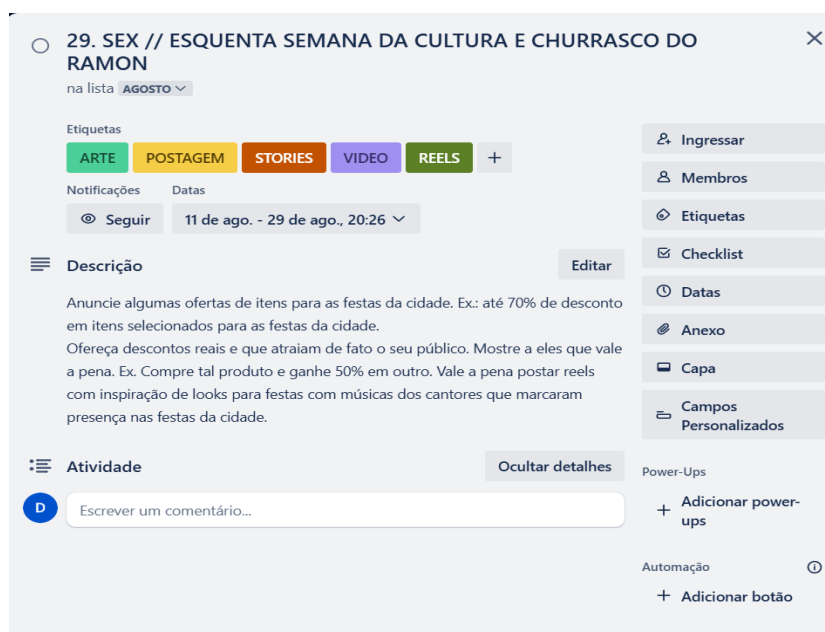 29. SEX // ESQUENTA SEMANA DA CULTURA E CHURRASCO DO
RAMON
na lista AGOSTO
Etiquetas
ARTE POSTAGEM STORIES VIDEO REELS +
Notificações Datas
Seguir 11 de ago. - 29 de ago., 20:26
Descrição Editar
Anuncie algumas ofertas de itens para as festas da cidade. Ex.: até 70% de desconto
em itens selecionados para as festas da cidade.
Ofereça descontos reais e que atraiam de fato o seu público. Mostre a eles que vale
a pena. Ex. Compre tal produto e ganhe 50% em outro. Vale a pena postar reels
com inspiração de looks para festas com músicas dos cantores que marcaram
presença nas festas da cidade.
Atividade Ocultar detalhes
D Escrever um comentário...
Ingressar
Membros
Etiquetas
Checklist
Datas
Anexo
Capa
Campos
Personalizados
Power-Ups
+ Adicionar power-
ups
Automação
+ Adicionar botão